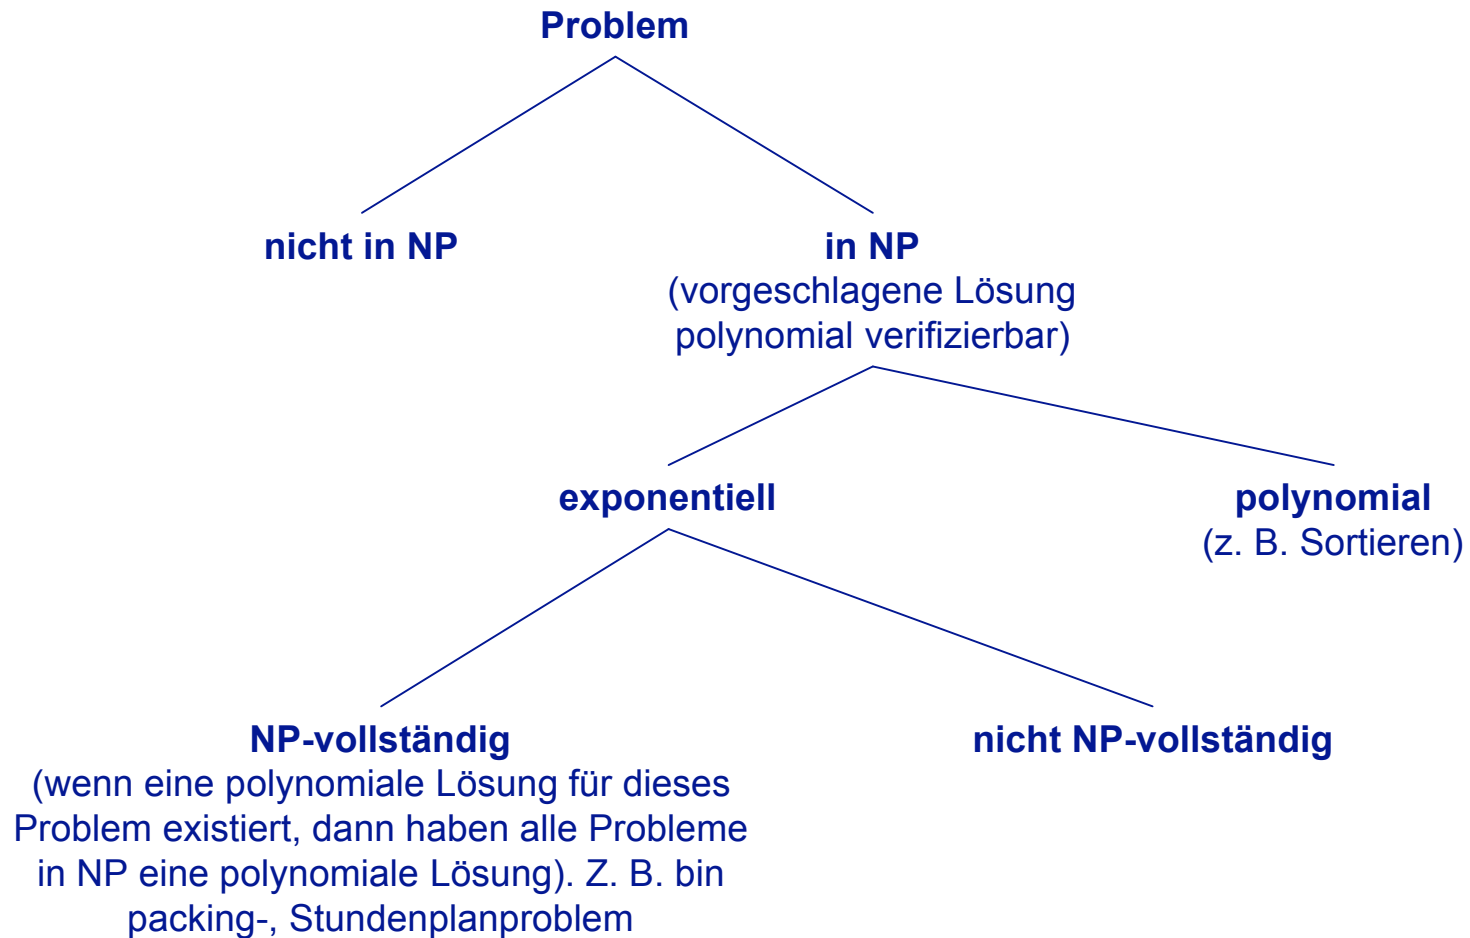 Problem
nicht in NP
in NP
(vorgeschlagene Lösung
polynomial verifizierbar)
exponentiell
polynomial
(z. B. Sortieren)
NP-vollständig
(wenn eine polynomiale Lösung für dieses
Problem existiert, dann haben alle Probleme
in NP eine polynomiale Lösung). Z. B. bin
packing-, Stundenplanproblem
nicht NP-vollständig